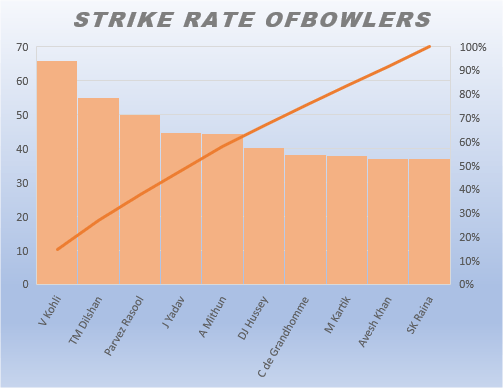 STRIKE RATE OFBOWLERS
70
60
50
40
30
20
10
0
100%
90%
80%
70%
60%
50%
40%
30%
20%
10%
0%
V Kohli
TM Dilshan
Parvez Rasool
J Yadav
A Mithun
DJ Hussey
C de Grandhomme
M Kartik
Avesh Khan
SK Raina